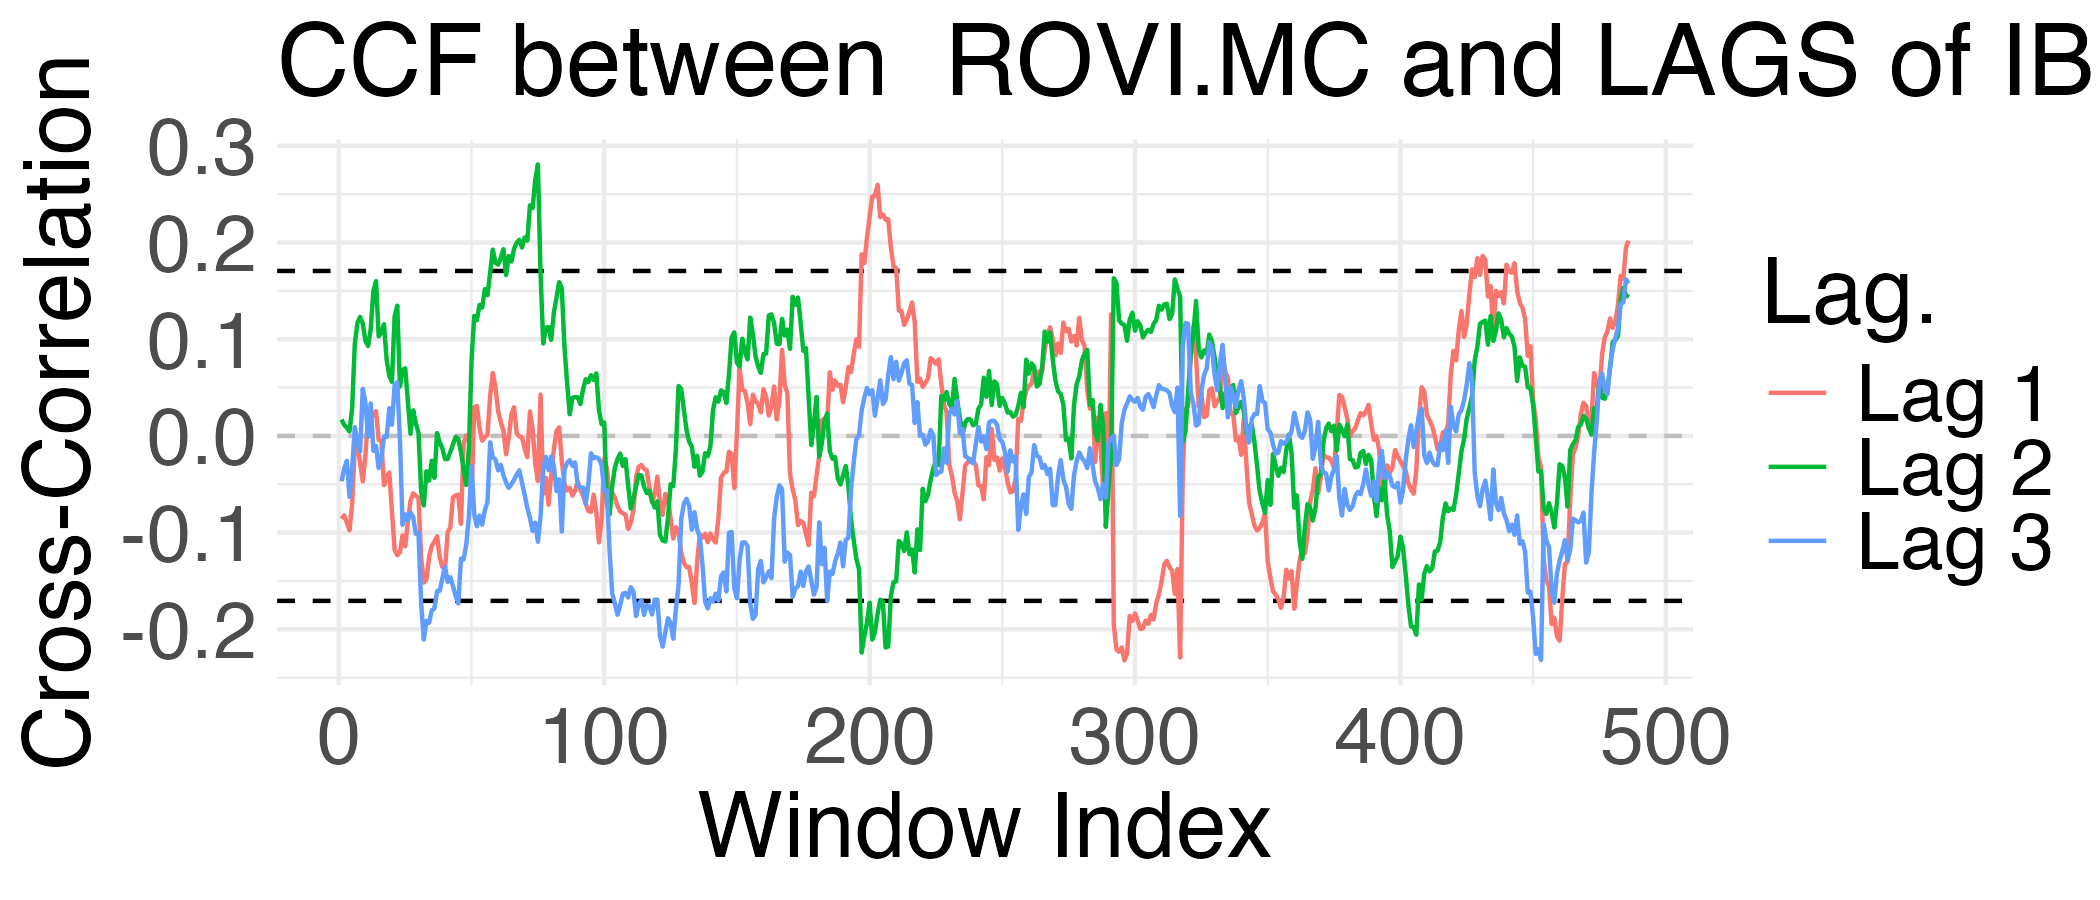 CCF between ROVI.MC and LAGS of IB
Cross-Correlation
0.3
0.2
0.1
0.0
-0.1
-0.2
0 100 200 300 400 500
Window Index
Lag.
Lag 1
Lag 2
Lag 3